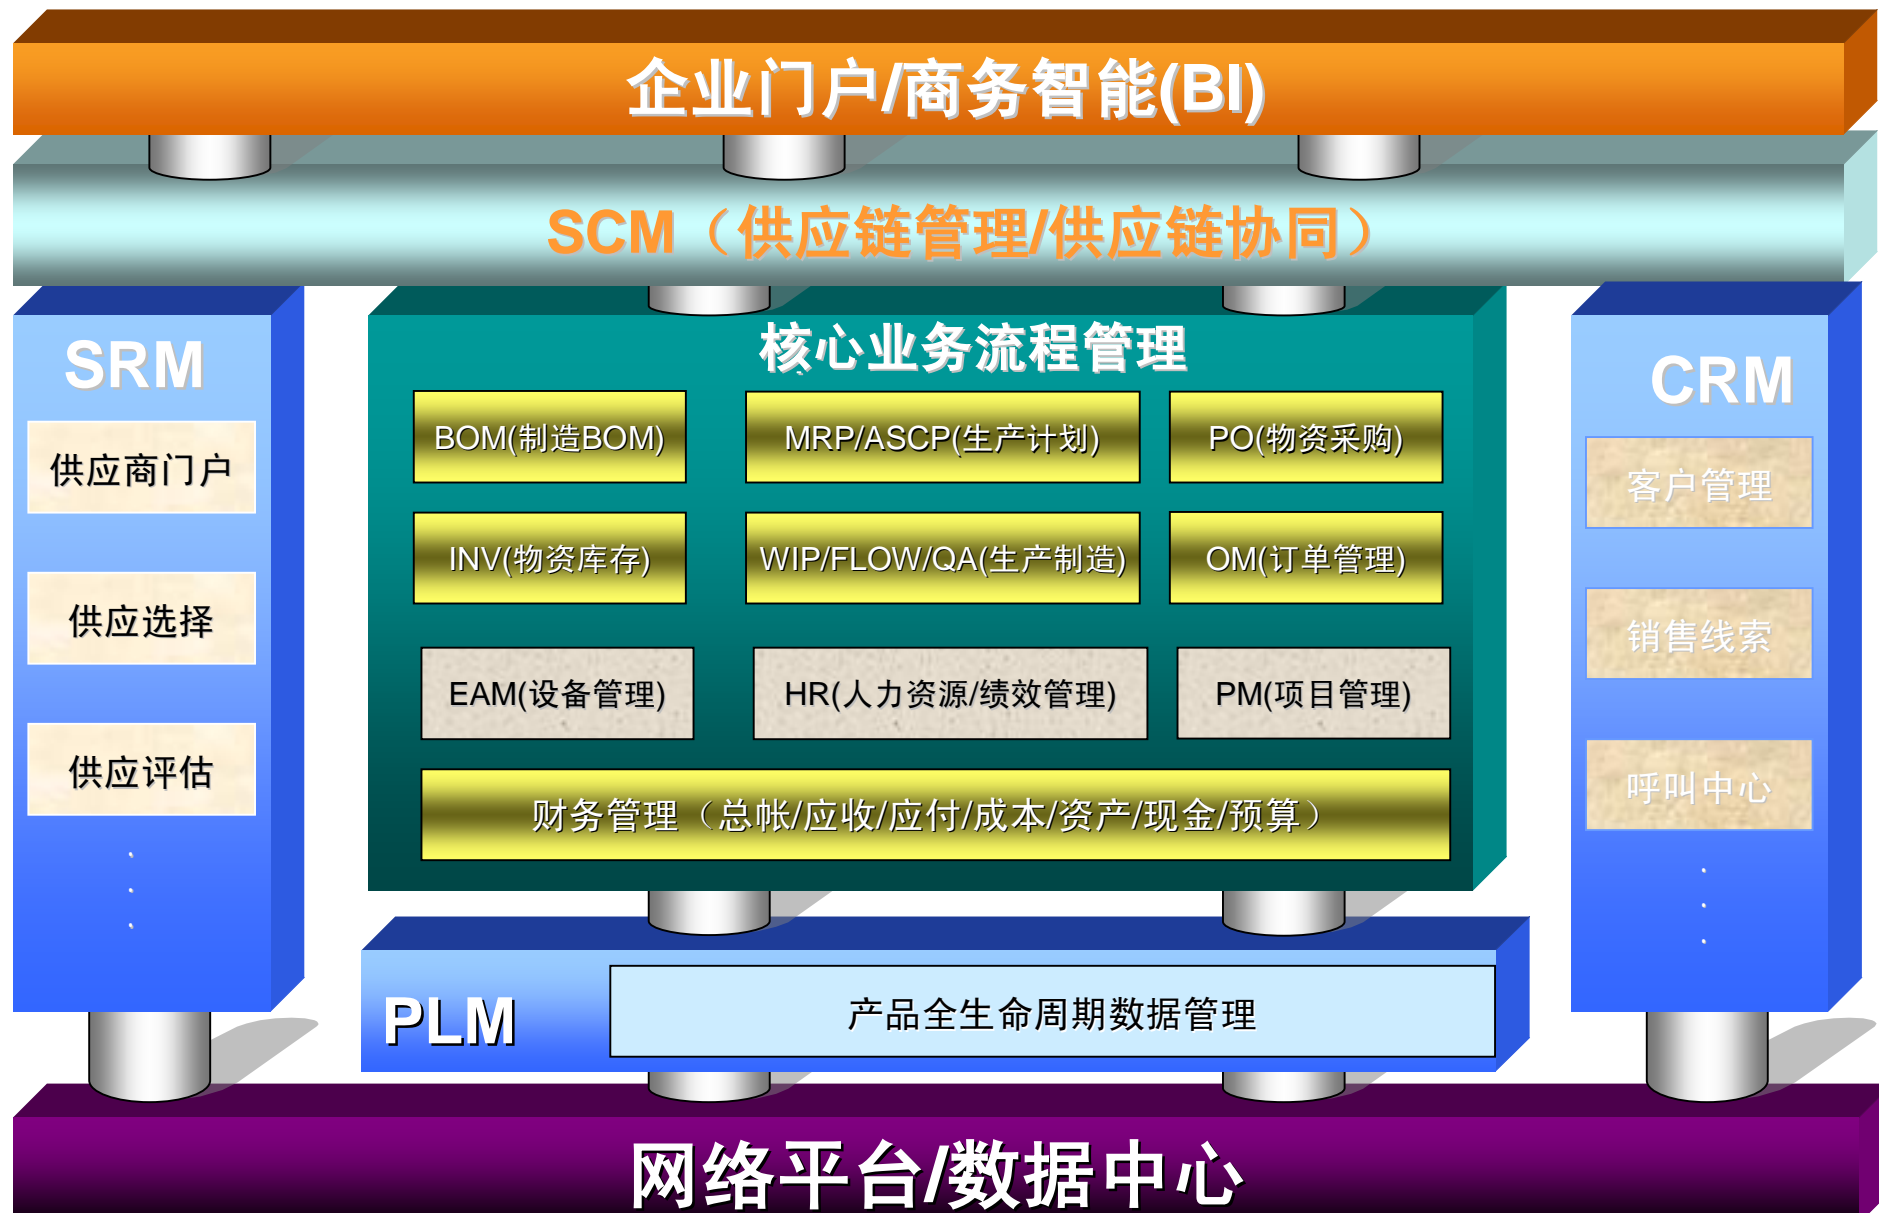 企业门户/商务智能(BI)
SCM（供应链管理/供应链协同）
SRM
供应商门户
供应选择
供应评估
.
.
.
核心业务流程管理
BOM(制造BOM)
MRP/ASCP(生产计划)
PO(物资采购)
INV(物资库存)
WIP/FLOW/QA(生产制造)
OM(订单管理)
EAM(设备管理)
HR(人力资源/绩效管理)
PM(项目管理)
财务管理（总帐/应收/应付/成本/资产/现金/预算）
CRM
客户管理
销售线索
呼叫中心
.
.
.
PLM
产品全生命周期数据管理
网络平台/数据中心